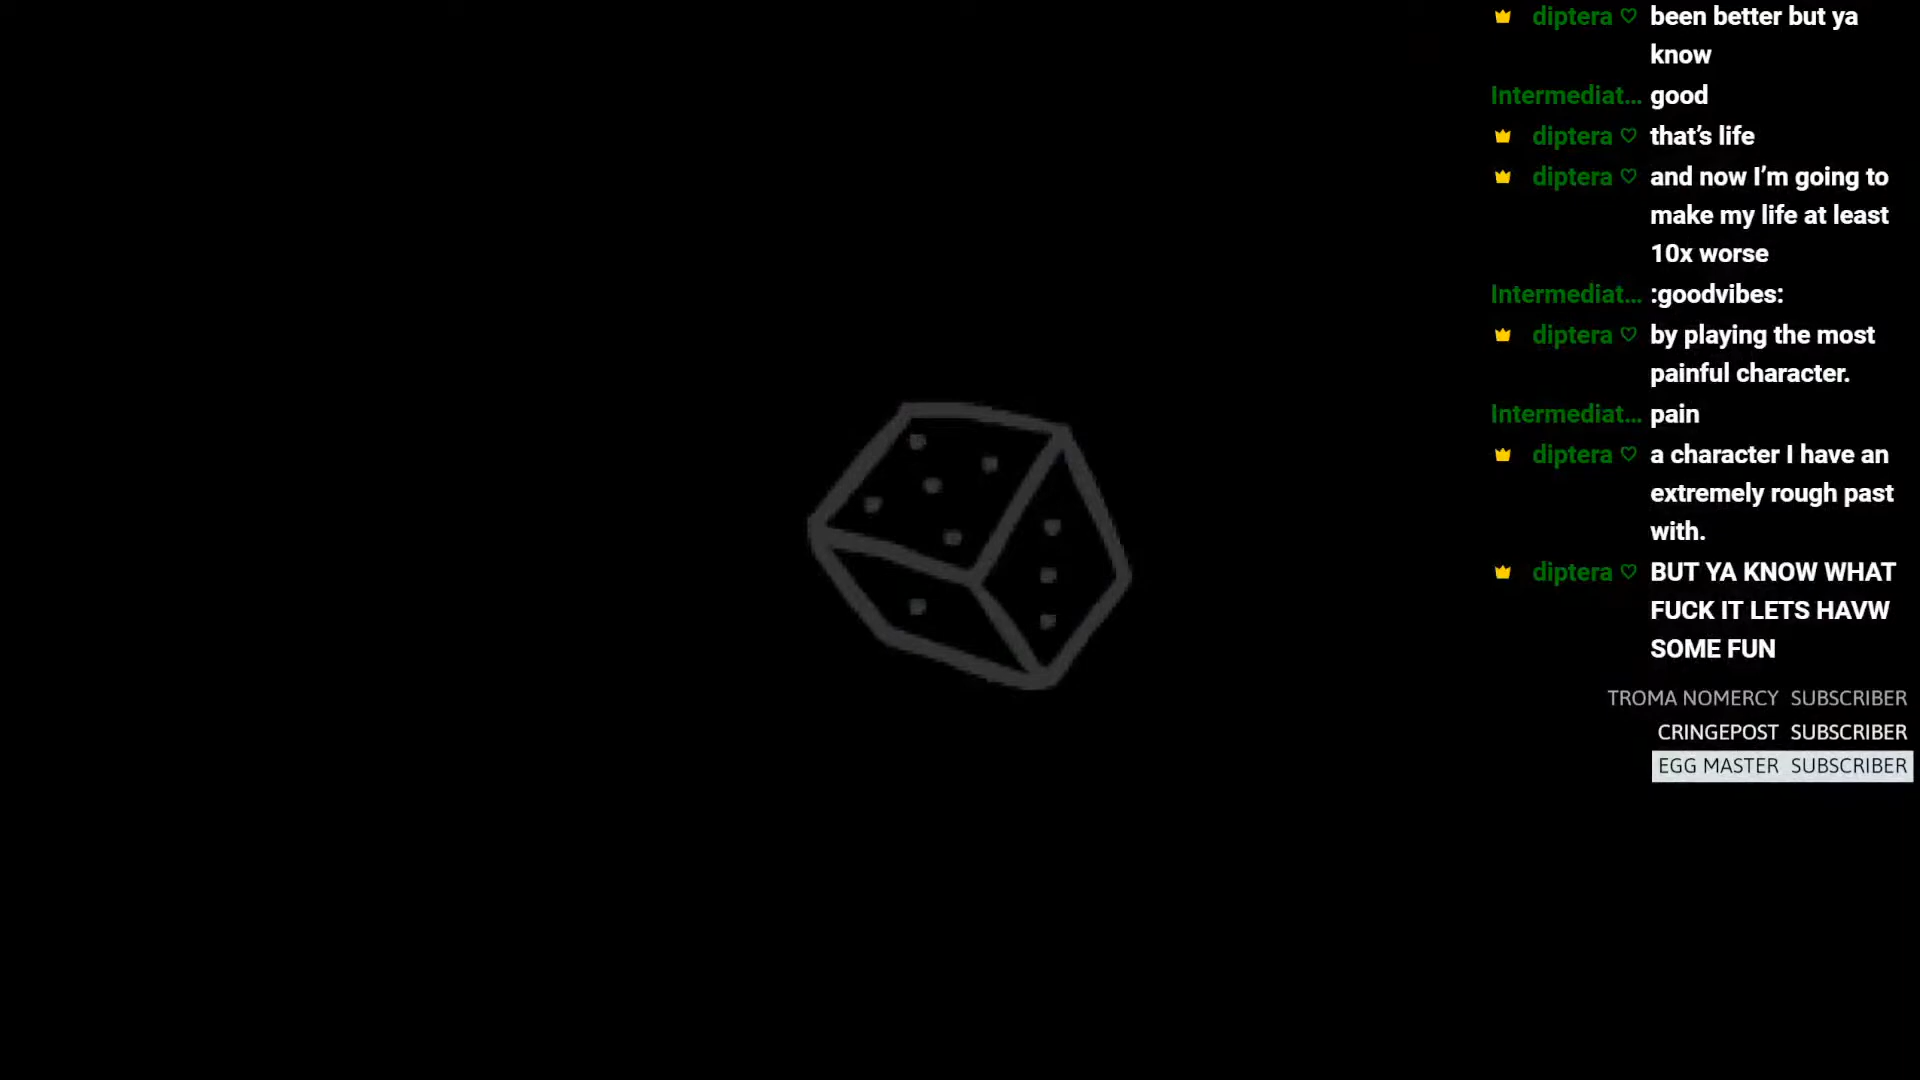 diptera ♡ been better but ya
know
Intermediat... good
diptera ♡ that’s life
diptera ♡ and now I’m going to
make my life at least
10x worse
Intermediat... :goodvibes:
diptera ♡ by playing the most
painful character.
Intermediat... pain
diptera ♡ a character I have an
extremely rough past
with.
diptera ♡ BUT YA KNOW WHAT
FUCK IT LETS HAVW
SOME FUN
TROMA NOMERCY SUBSCRIBER
CRINGEPOST SUBSCRIBER
EGG MASTER SUBSCRIBER